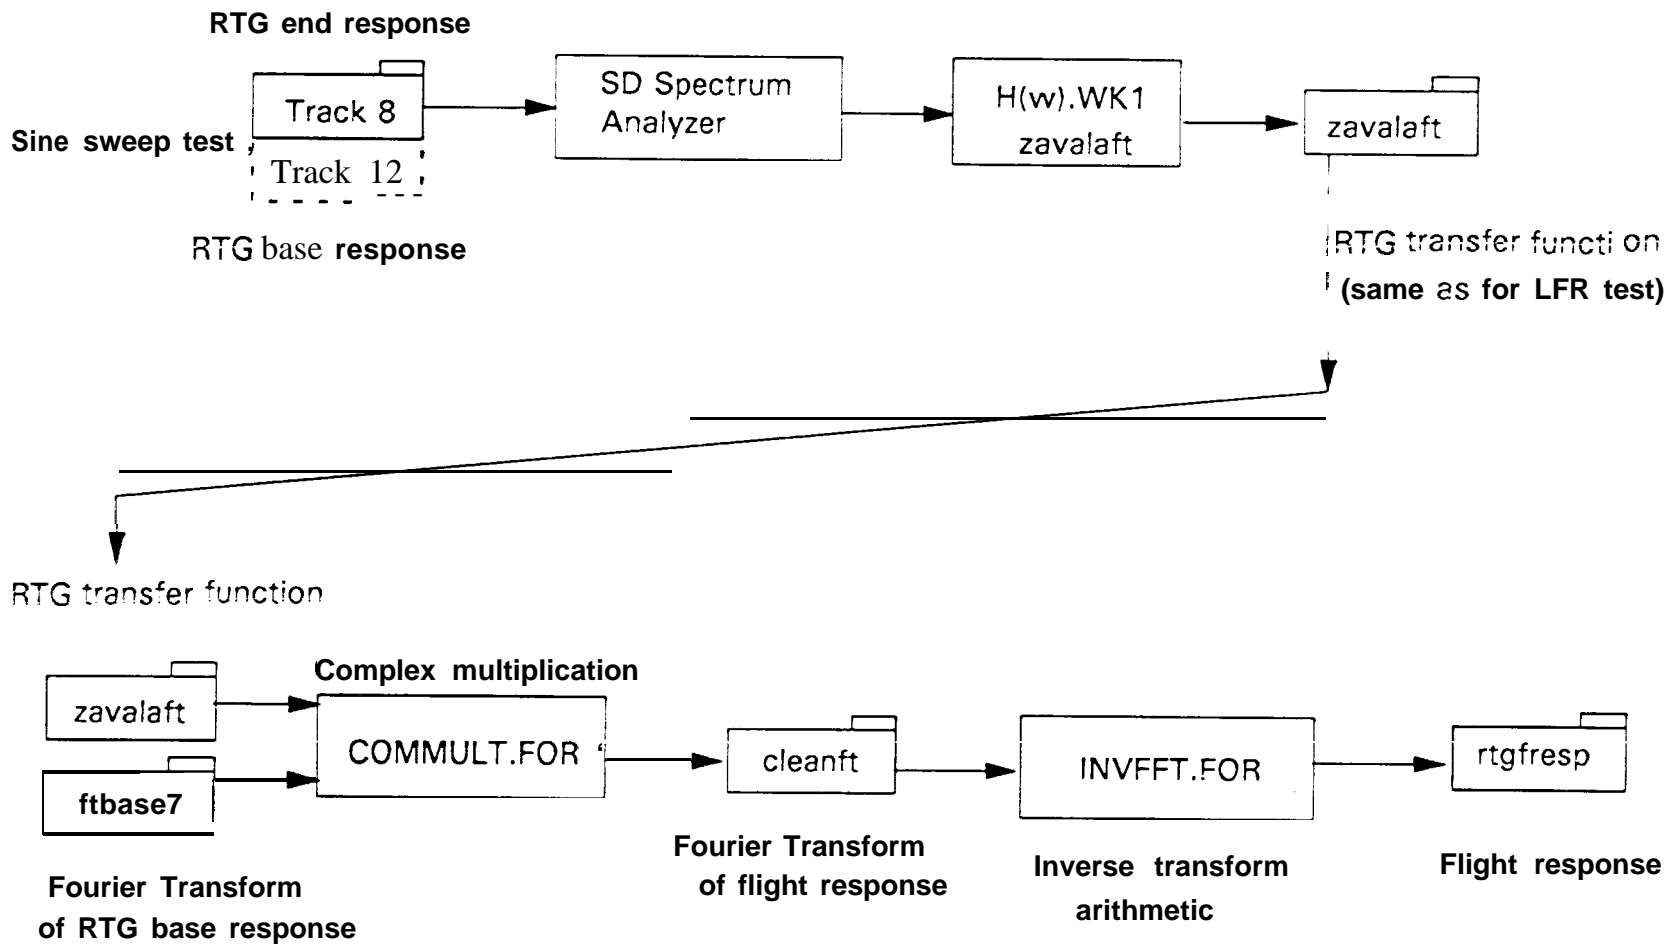 RTG end response
Track 8
SD Spectrum
Analyzer
H(w).WK1
zavalaft
zavalaft
Sine sweep test
Track 12
RTG base response
RTG transfer function
(same as for LFR test)
RTG transfer function
zavalaft
ftbase7
Fourier Transform
of RTG base response
Complex multiplication
COMMULT.FOR
cleanft
Fourier Transform
of flight response
INVFFT.FOR
Inverse transform
arithmetic
rtgfresp
Flight response